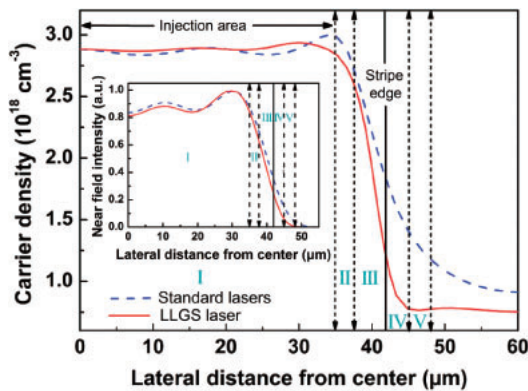 Carrier density (10¹⁸ cm⁻³)
3.0
2.5
2.0
1.5
1.0
Injection area
Stripe
edge
Near field intensity (a.u.)
1.0
0.8
0.6
0.4
0.2
0.0
I
II
III
IV
V
0 10 20 30 40 50
Lateral distance from center (μm)
I
II
III
IV
V
Standard lasers
LLGS laser
0 10 20 30 40 50 60
Lateral distance from center (μm)